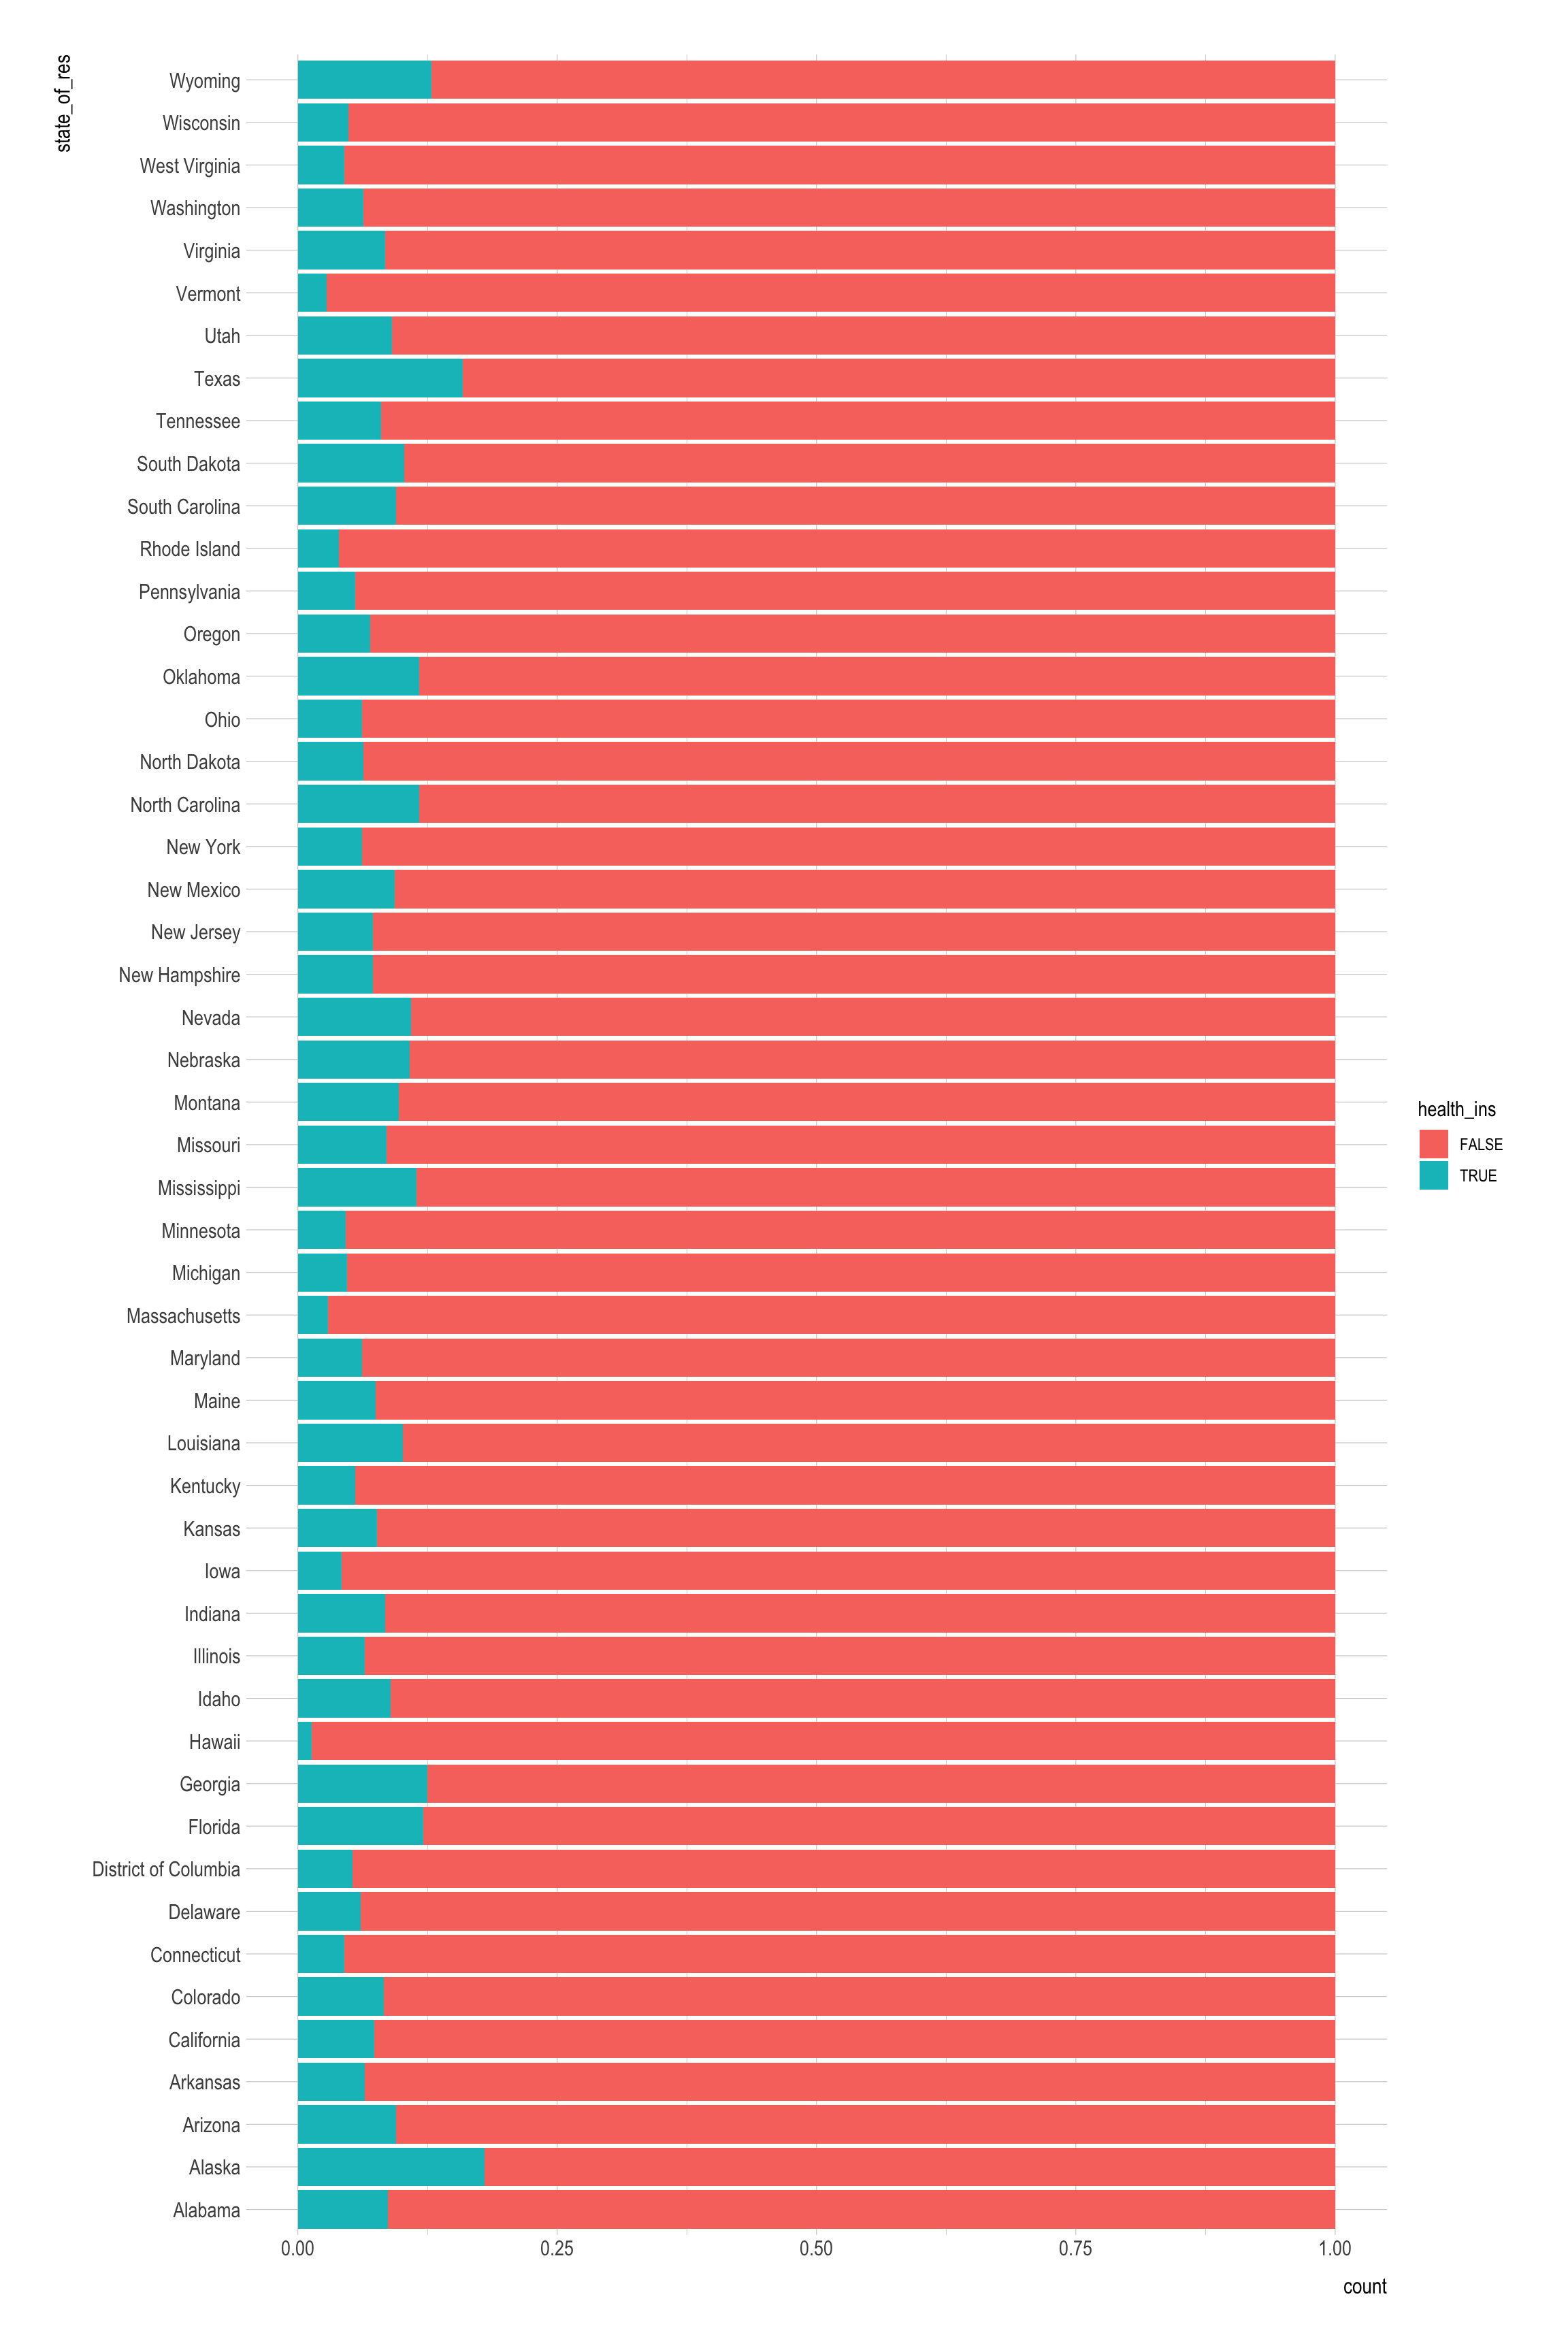 state_of_res
Wyoming
Wisconsin
West Virginia
Washington
Virginia
Vermont
Utah
Texas
Tennessee
South Dakota
South Carolina
Rhode Island
Pennsylvania
Oregon
Oklahoma
Ohio
North Dakota
North Carolina
New York
New Mexico
New Jersey
New Hampshire
Nevada
Nebraska
Montana
Missouri
Mississippi
Minnesota
Michigan
Massachusetts
Maryland
Maine
Louisiana
Kentucky
Kansas
Iowa
Indiana
Illinois
Idaho
Hawaii
Georgia
Florida
District of Columbia
Delaware
Connecticut
Colorado
California
Arkansas
Arizona
Alaska
Alabama
0.00 0.25 0.50 0.75 1.00
count
health_ins
FALSE
TRUE